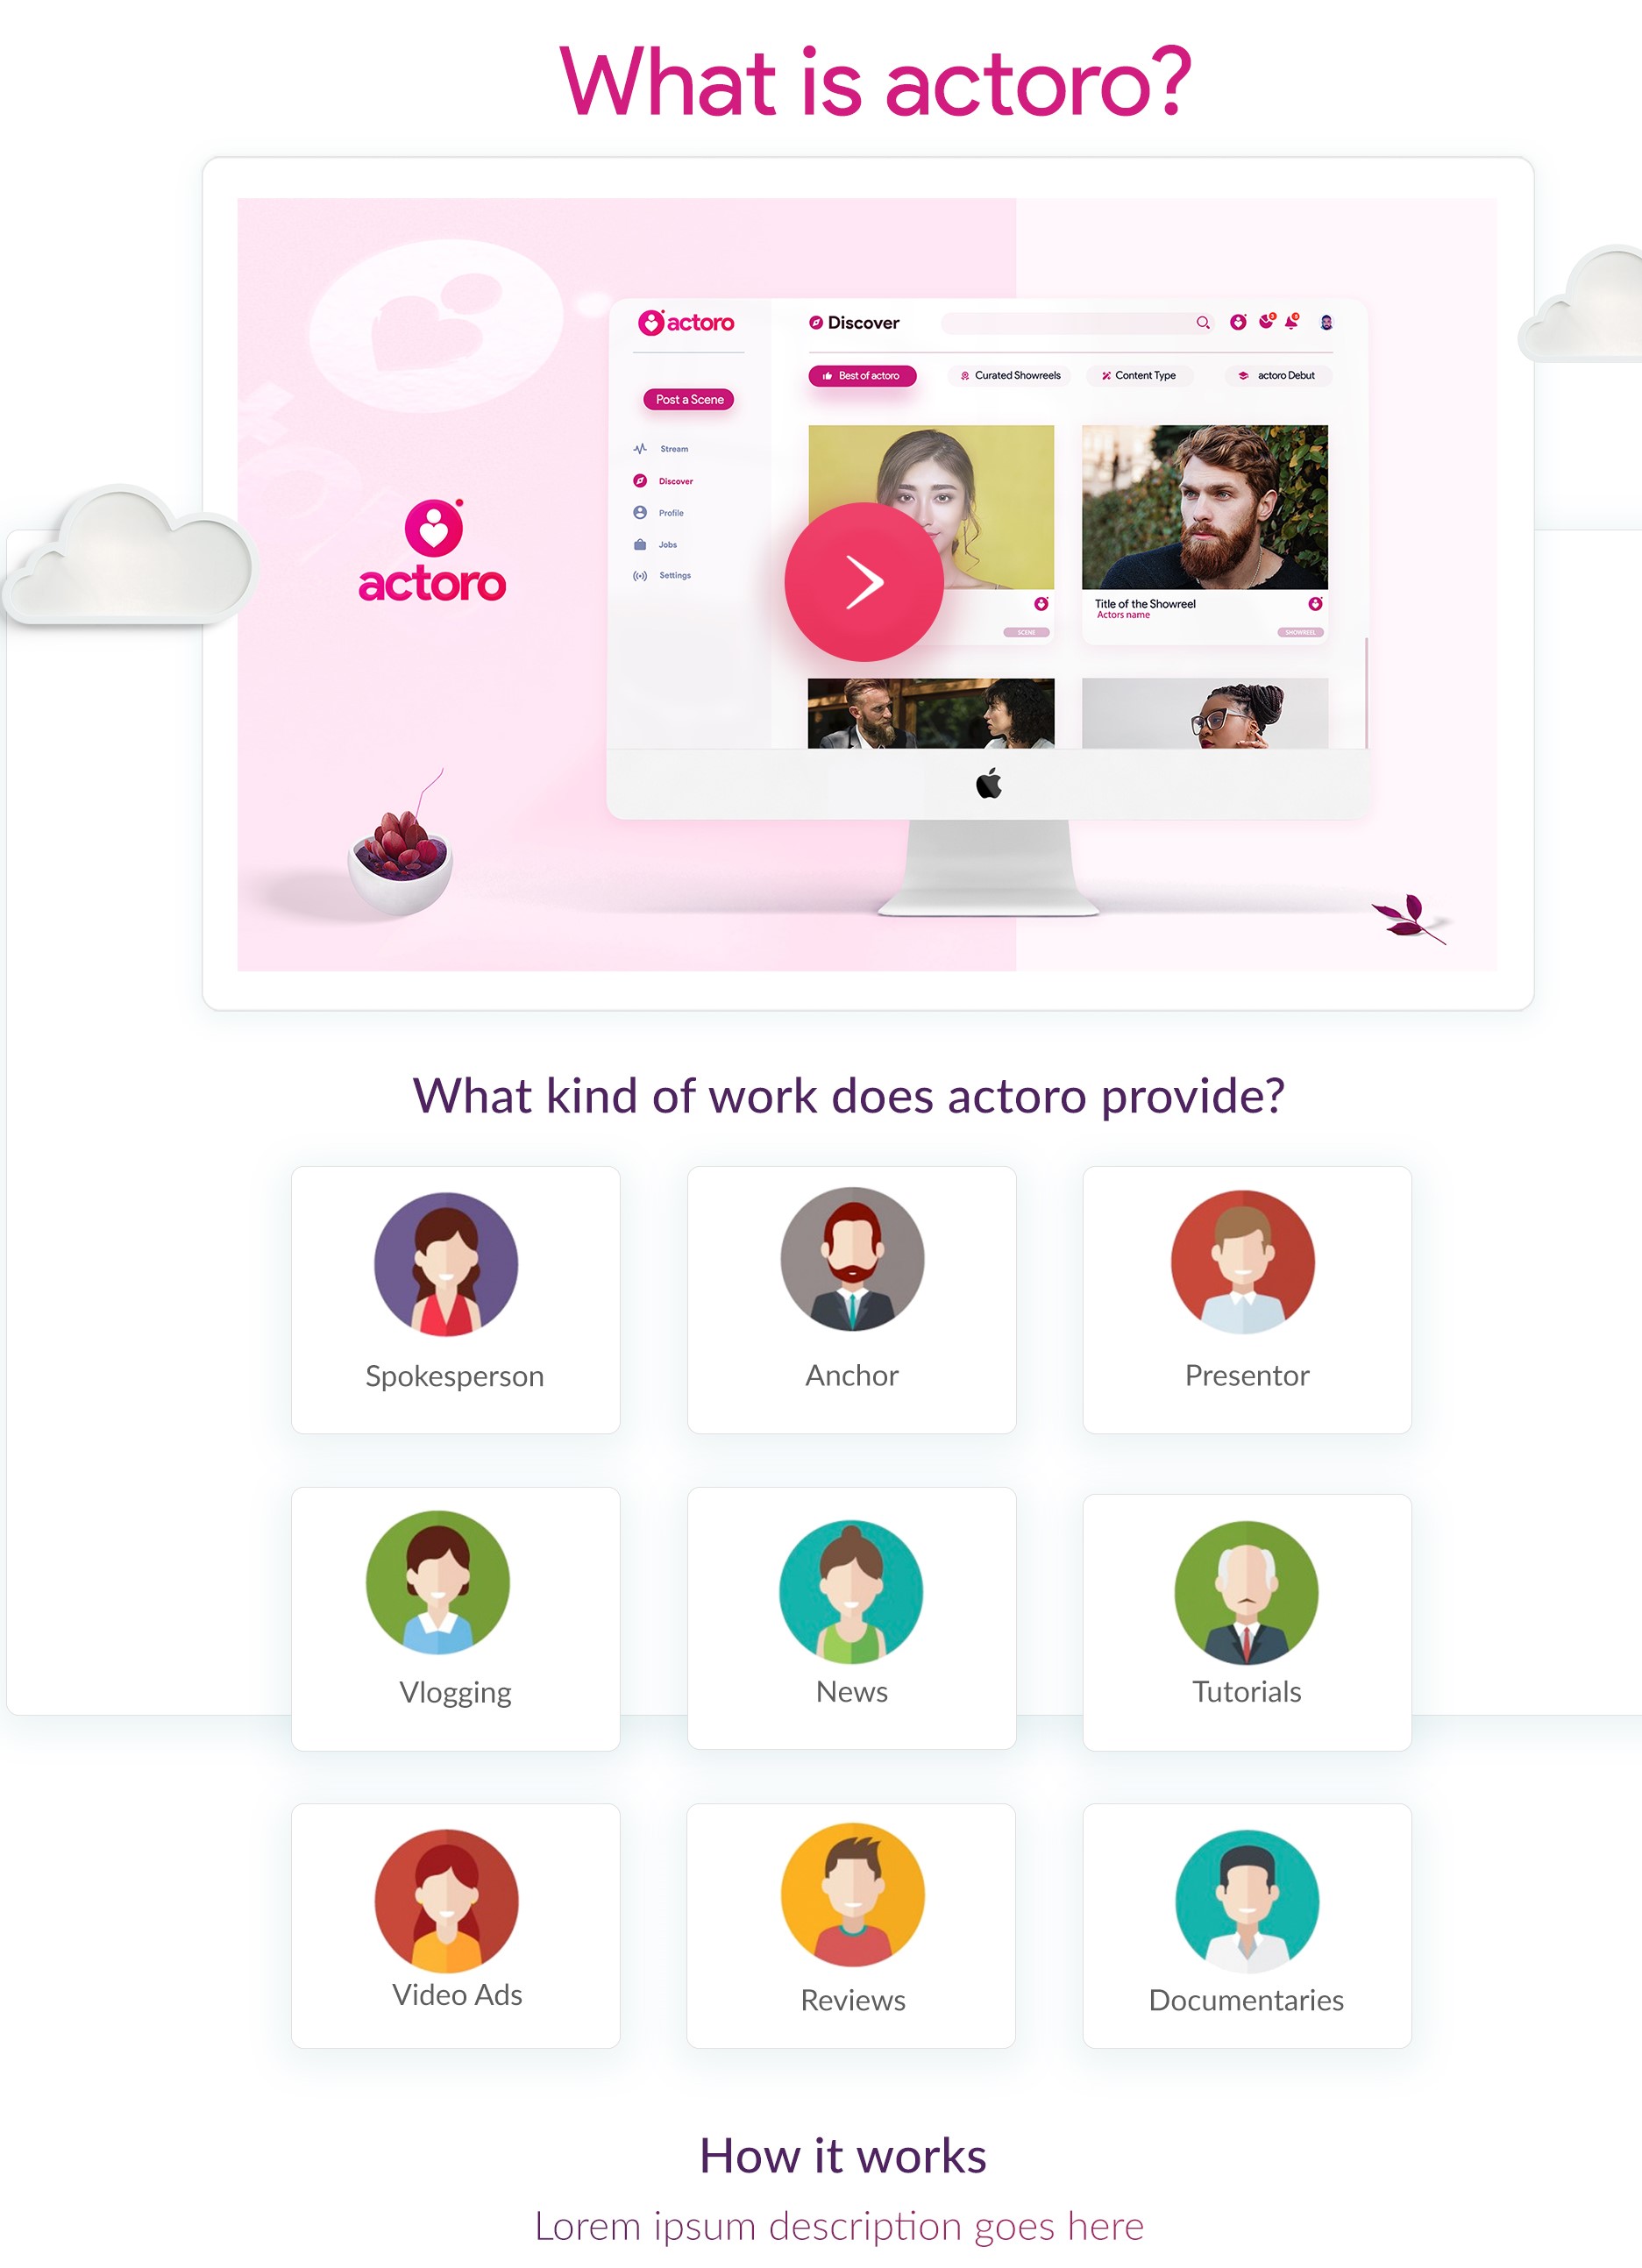 What is actoro?
actoro
Discover
Best of actoro
Curated Showreels
Content Type
actoro Debut
Post a Scene
Stream
Discover
Profile
Jobs
Settings
actoro
Title of the Showreel
Actors name
SCENE
SHOWREEL
What kind of work does actoro provide?
Spokesperson
Anchor
Presentor
Vlogging
News
Tutorials
Video Ads
Reviews
Documentaries
How it works
Lorem ipsum description goes here